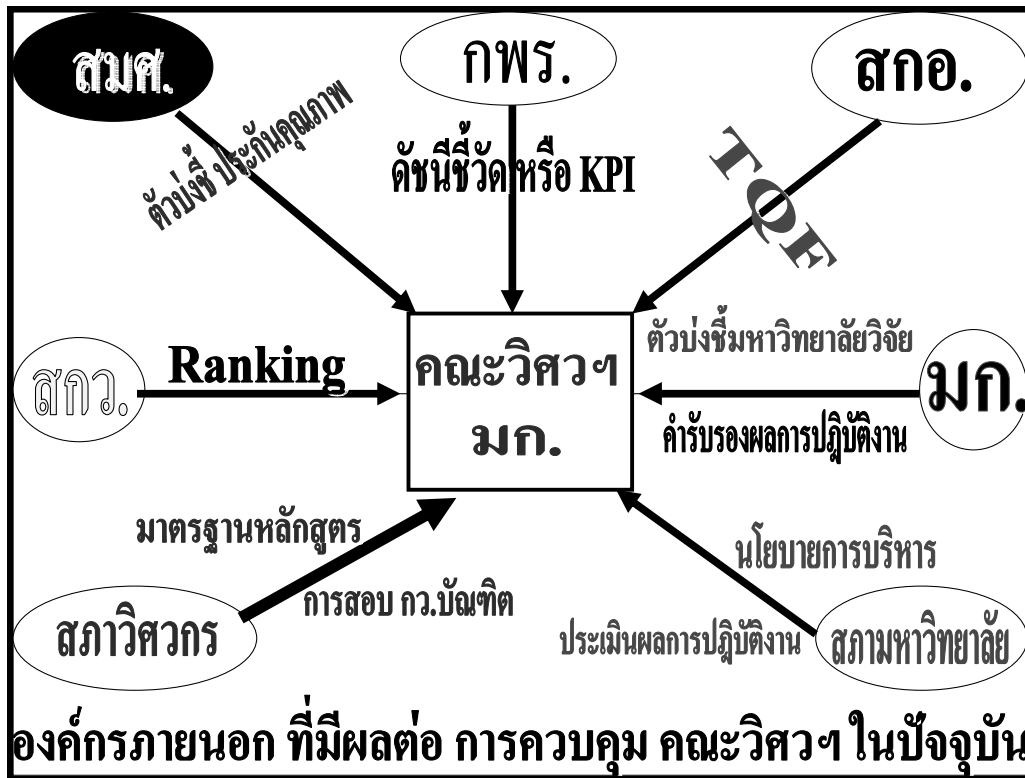 สมศ.
กพร.
สกอ.
ตัวบ่งชี้ ประกันคุณภาพ
ดัชนีชี้วัด หรือ KPI
TQF
สกว.
Ranking
คณะวิศวฯ
มก.
ตัวบ่งชี้มหาวิทยาลัยวิจัย
มก.
คำรับรองผลการปฏิบัติงาน
มาตรฐานหลักสูตร
การสอบ กว.บัณฑิต
สภาวิศวกร
นโยบายการบริหาร
ประเมินผลการปฏิบัติงาน
สภามหาวิทยาลัย
องค์กรภายนอก ที่มีผลต่อ การควบคุม คณะวิศวฯ ในปัจจุบัน